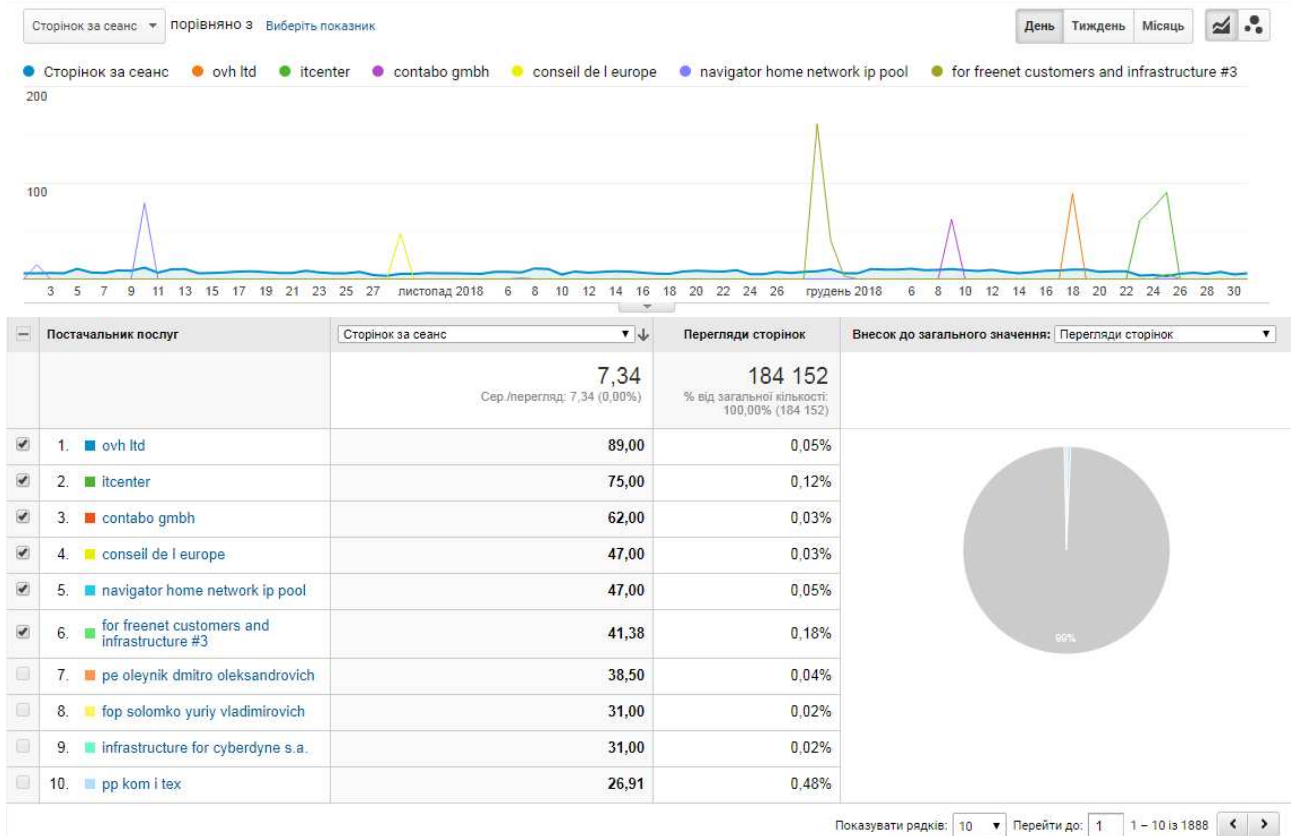 Сторінок за сеанс порівняно з Виберіть показник День Тиждень Місяць
Сторінок за сеанс ovh ltd itcenter contabo gmbh conseil de l europe navigator home network ip pool for freenet customers and infrastructure #3
200
100
3 5 7 9 11 13 15 17 19 21 23 25 27 листопад 2018 6 8 10 12 14 16 18 20 22 24 26 грудень 2018 6 8 10 12 14 16 18 20 22 24 26 28 30
Постачальник послуг Сторінок за сеанс Перегляди сторінок Внесок до загального значення: Перегляди сторінок
7,34 184 152
Сер./перегляд: 7,34 (0,00%) % від загальної кількості:
100,00% (184 152)
1. ovh ltd 89,00 0,05%
2. itcenter 75,00 0,12%
3. contabo gmbh 62,00 0,03%
4. conseil de l europe 47,00 0,03%
5. navigator home network ip pool 47,00 0,05%
6. for freenet customers and
infrastructure #3 41,38 0,18%
99%
7. pe oleynik dmitro oleksandrovich 38,50 0,04%
8. fop solomko yuriy vladimirovich 31,00 0,02%
9. infrastructure for cyberdyne s.a. 31,00 0,02%
10. pp kom i tex 26,91 0,48%
Показувати рядків: 10 Перейти до: 1 1 – 10 із 1888